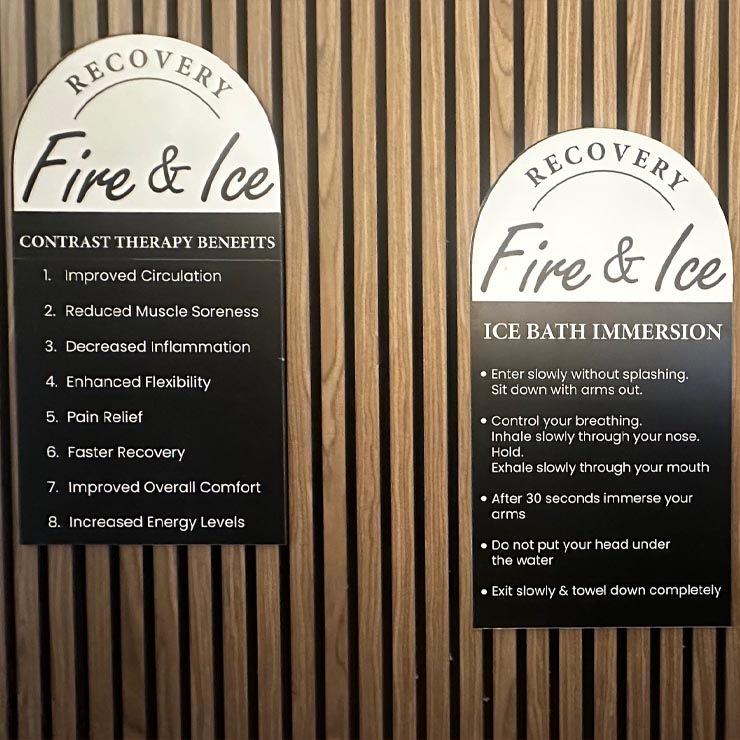 RECOVERY
Fire & Ice
CONTRAST THERAPY BENEFITS
1. Improved Circulation
2. Reduced Muscle Soreness
3. Decreased Inflammation
4. Enhanced Flexibility
5. Pain Relief
6. Faster Recovery
7. Improved Overall Comfort
8. Increased Energy Levels
RECOVERY
Fire & Ice
ICE BATH IMMERSION
• Enter slowly without splashing.
Sit down with arms out.
• Control your breathing.
Inhale slowly through your nose.
Hold.
Exhale slowly through your mouth
• After 30 seconds immerse your
arms
• Do not put your head under
the water
• Exit slowly & towel down completely